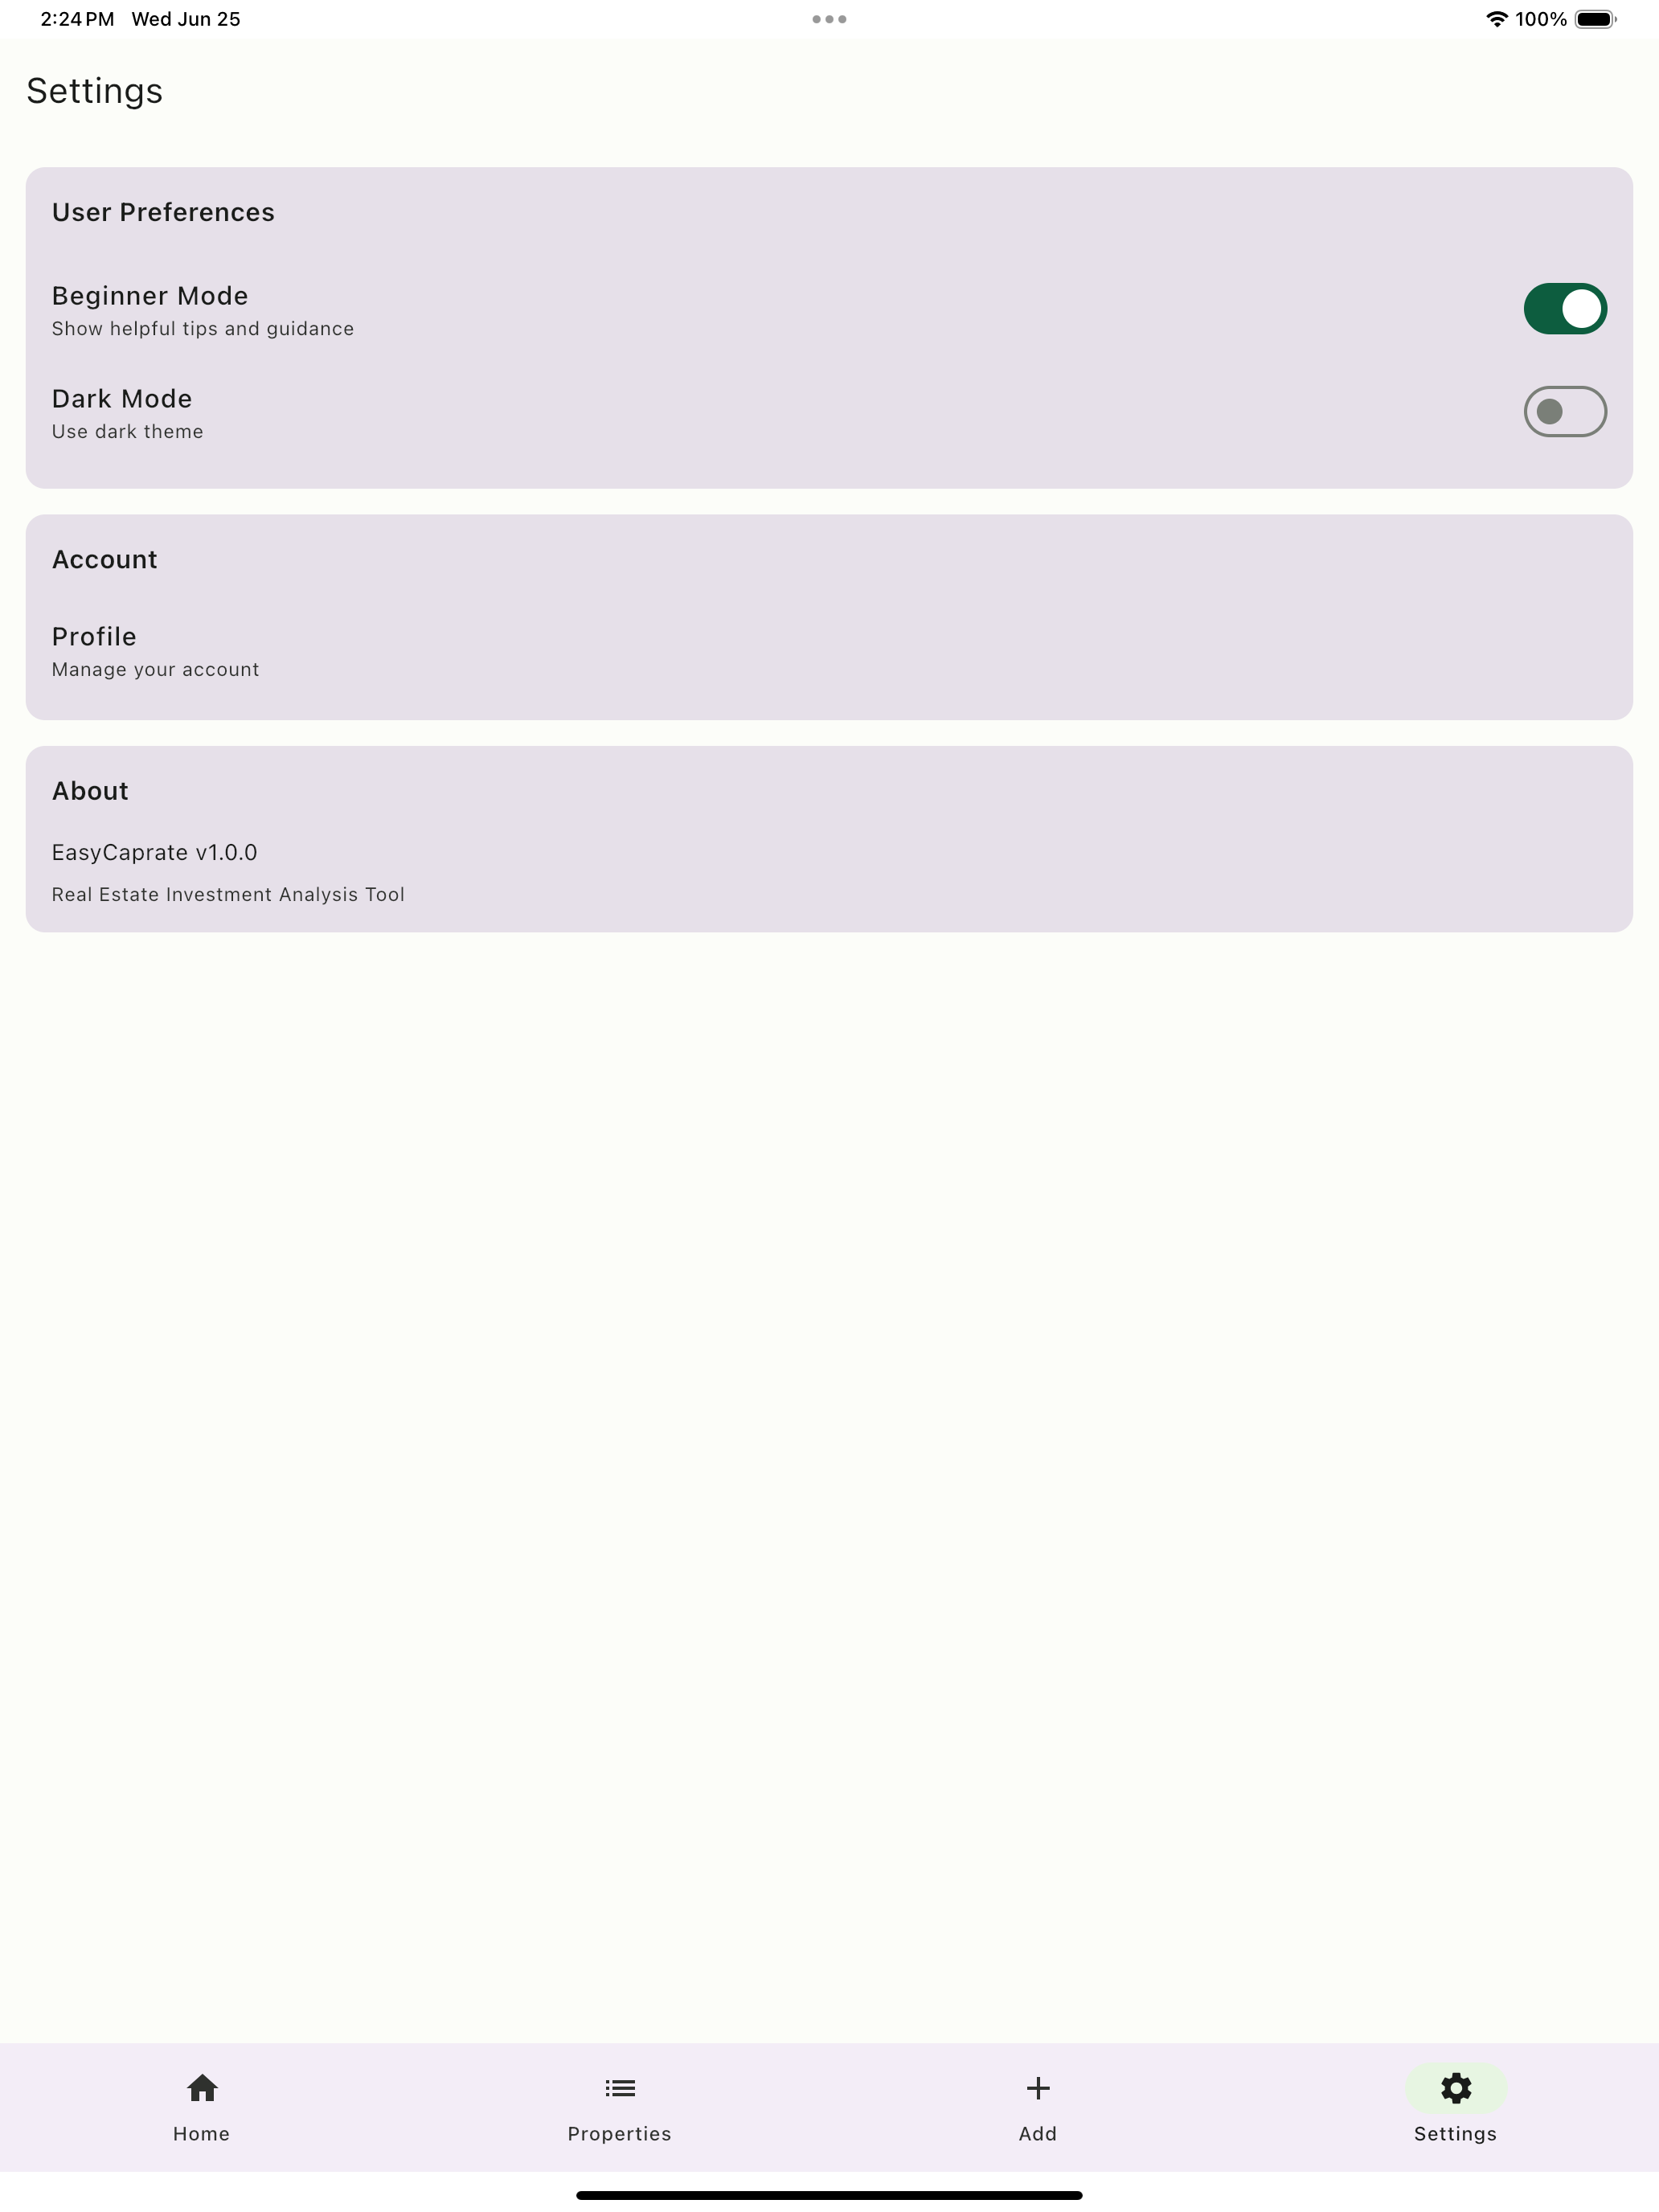 2:24 PM Wed Jun 25
100%
Settings
User Preferences
Beginner Mode
Show helpful tips and guidance
Dark Mode
Use dark theme
Account
Profile
Manage your account
About
EasyCaprate v1.0.0
Real Estate Investment Analysis Tool
Home
Properties
Add
Settings